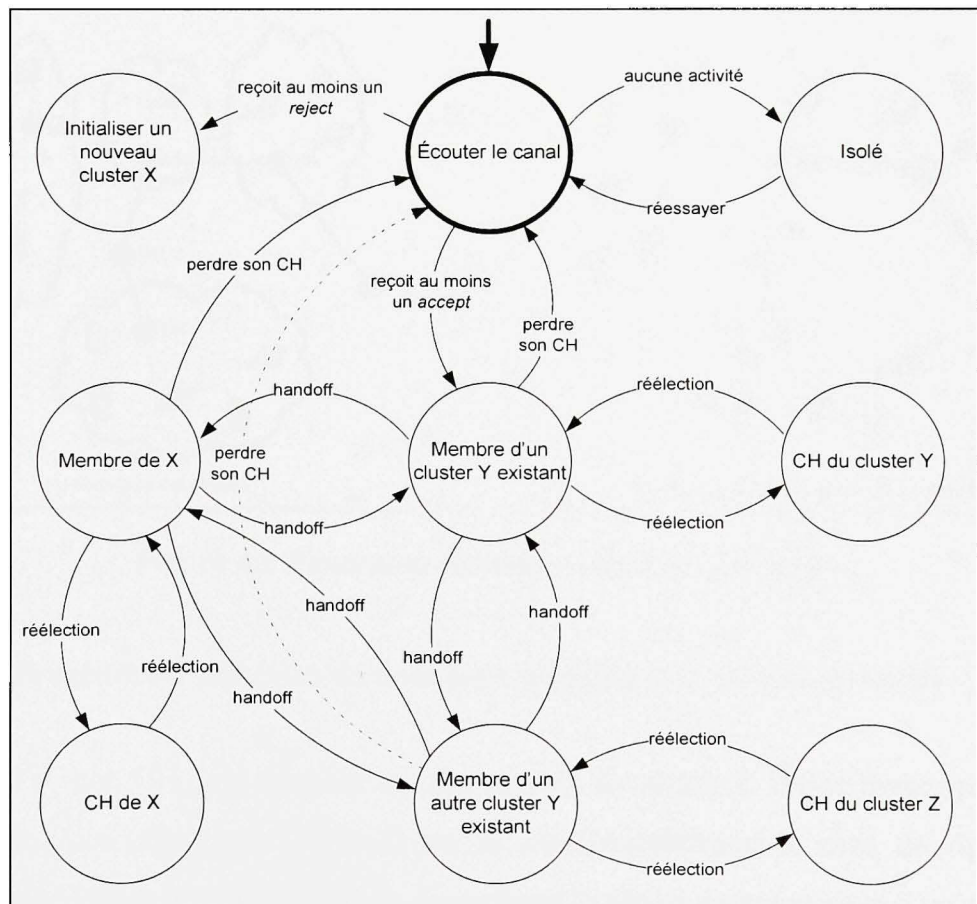 reçoit au moins un
reject
aucune activité
Initialiser un
nouveau
cluster X
Écouter le canal
Isolé
réessayer
perdre son CH
reçoit au moins
un accept
perdre
son CH
handoff
réélection
Membre de X
perdre
son CH
Membre d'un
cluster Y existant
CH du cluster Y
handoff
réélection
handoff
handoff
réélection
réélection
handoff
handoff
réélection
CH de X
Membre d'un
autre cluster Y
existant
CH du cluster Z
réélection